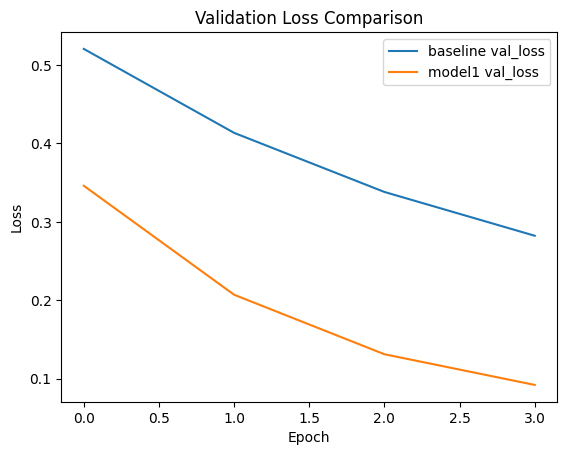 Validation Loss Comparison
baseline val_loss
model1 val_loss
Loss
0.5
0.4
0.3
0.2
0.1
0.0
0.5
1.0
1.5
2.0
2.5
3.0
Epoch